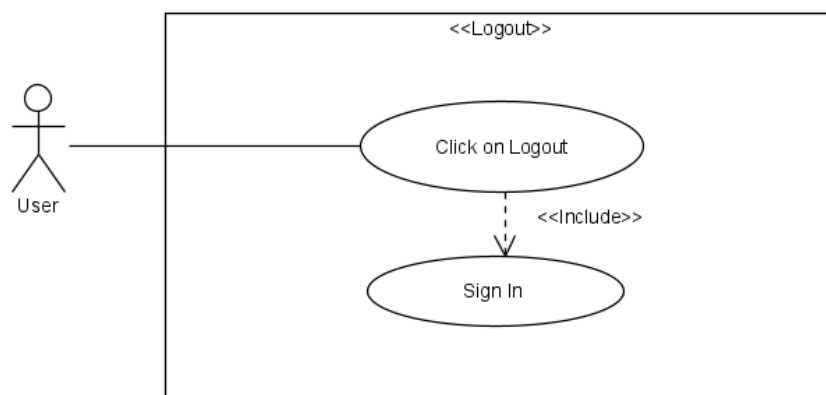 <<Logout>>
Click on Logout
User
<<Include>>
Sign In